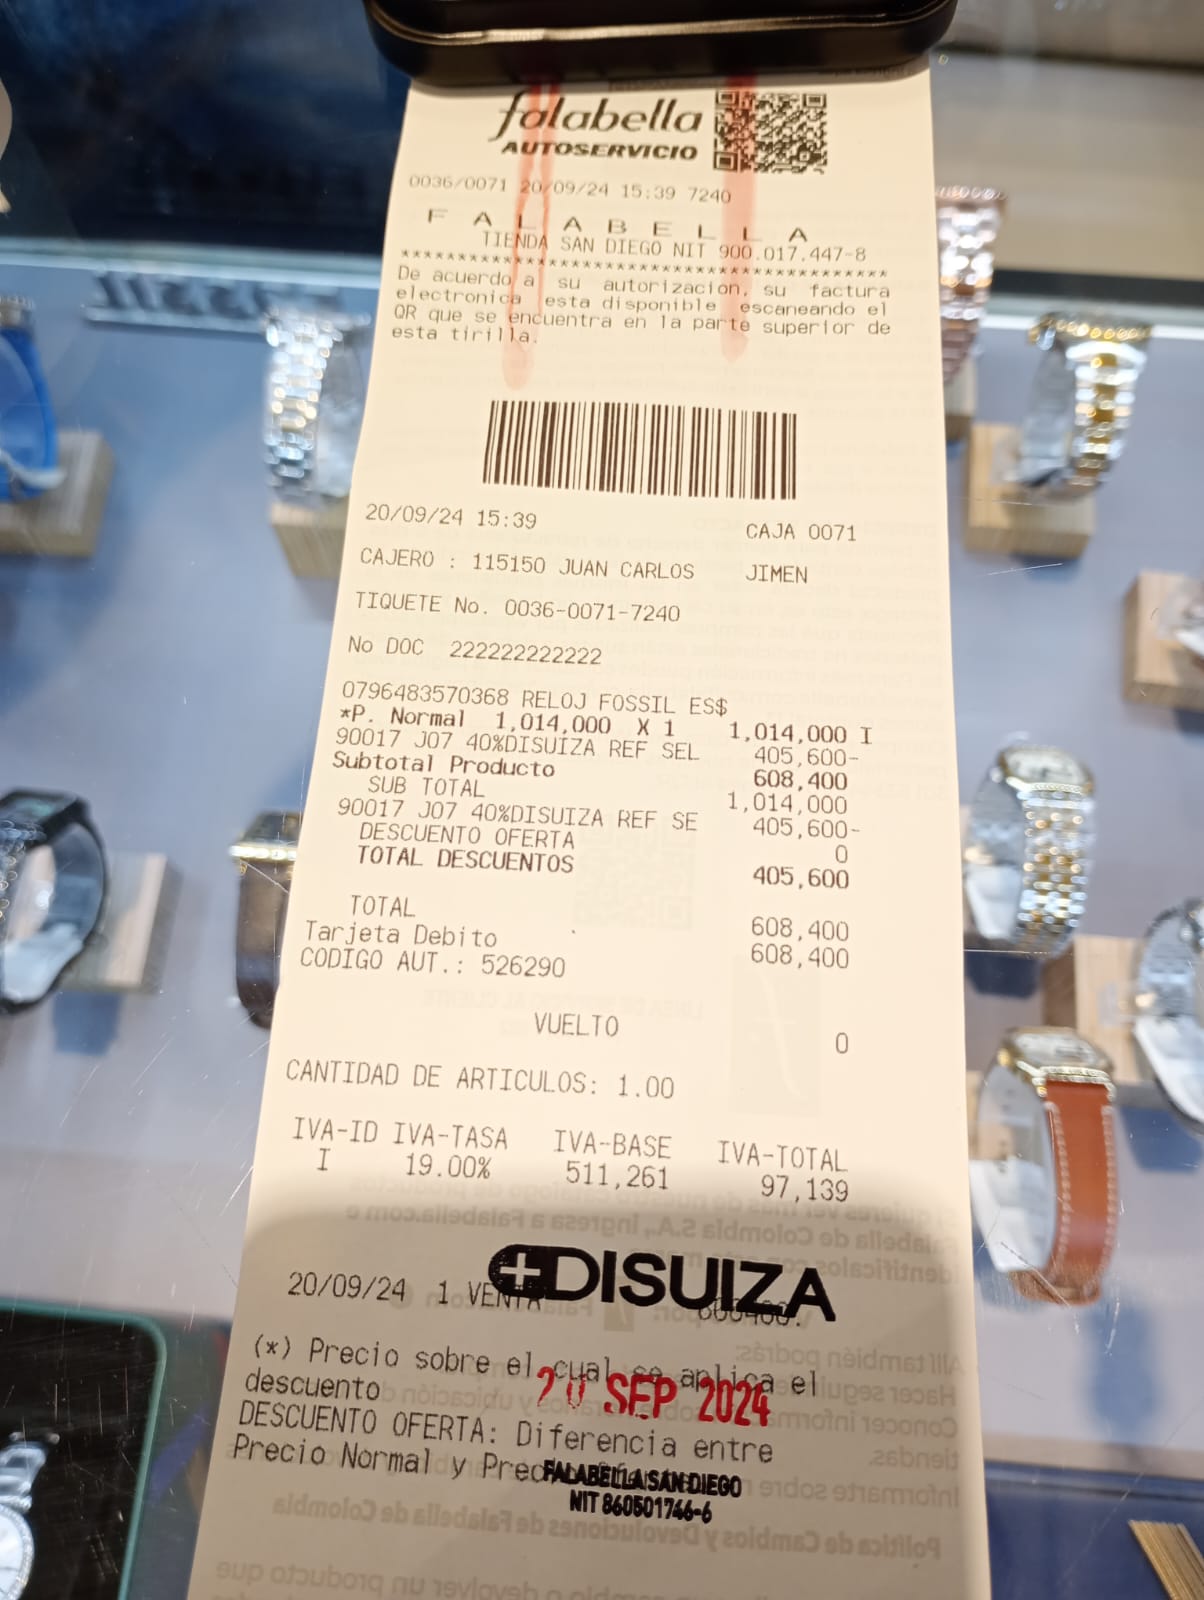 falabella
AUTOSERVICIO
0036/0071 20/09/24 15:39 7240
F A L A B E L L A
TIENDA SAN DIEGO NIT 900.017.447-8
****************************************
De acuerdo a su autorizacion, su factura
electronica esta disponible escaneando el
QR que se encuentra en la parte superior de
esta tirilla.
20/09/24 15:39 CAJA 0071
CAJERO : 115150 JUAN CARLOS JIMEN
TIQUETE No. 0036-0071-7240
No DOC 222222222222
0796483570368 RELOJ FOSSIL ES$
*P. Normal 1,014,000 X 1 1,014,000 I
90017 J07 40%DISUIZA REF SEL 405,600-
Subtotal Producto 608,400
SUB TOTAL 1,014,000
90017 J07 40%DISUIZA REF SE 405,600-
DESCUENTO OFERTA 0
TOTAL DESCUENTOS 405,600
TOTAL 608,400
Tarjeta Debito 608,400
CODIGO AUT.: 526290
VUELTO 0
CANTIDAD DE ARTICULOS: 1.00
IVA-ID IVA-TASA IVA-BASE IVA-TOTAL
I 19.00% 511,261 97,139
DISUIZA
20/09/24 1 VENTA
(*) Precio sobre el cual se aplica el
descuento
20 SEP 2024
DESCUENTO OFERTA: Diferencia entre
Precio Normal y
FALABELLA SAN DIEGO
NIT 860501746-6